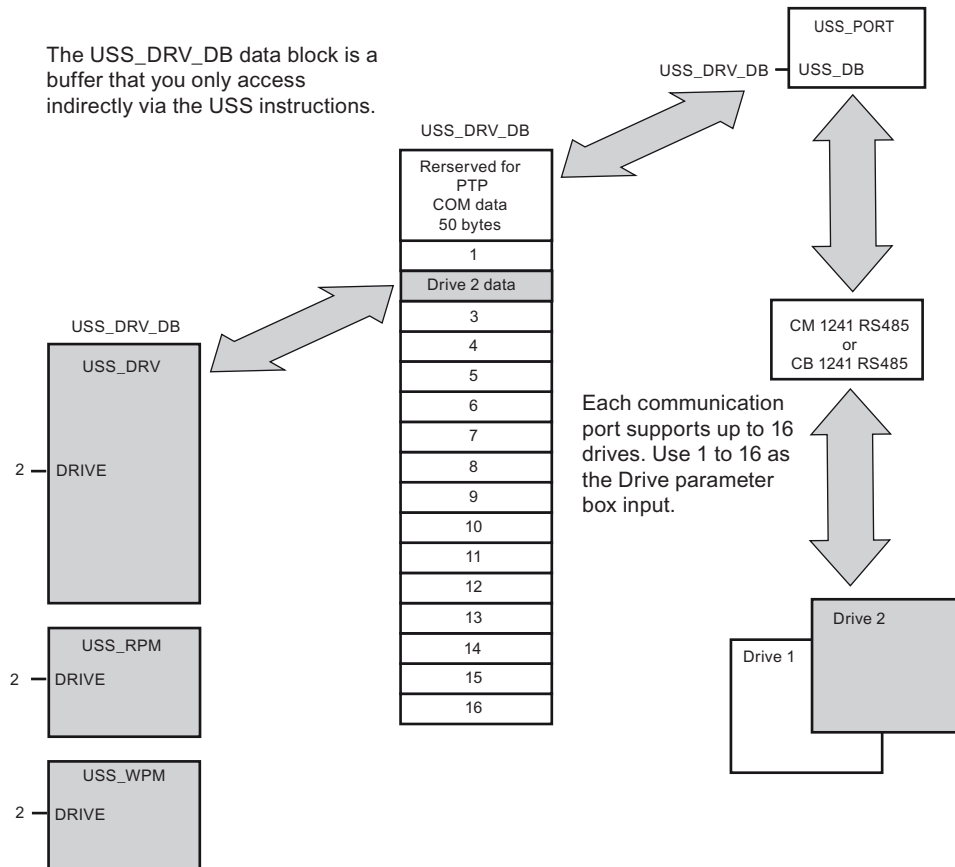 The USS_DRV_DB data block is a
buffer that you only access
indirectly via the USS instructions.
USS_PORT
USS_DRV_DB
USS_DB
USS_DRV_DB
Rerserved for
PTP
COM data
50 bytes
1
Drive 2 data
3
4
5
6
7
8
9
10
11
12
13
14
15
16
USS_DRV_DB
USS_DRV
2 DRIVE
USS_RPM
2 DRIVE
USS_WPM
2 DRIVE
CM 1241 RS485
or
CB 1241 RS485
Each communication
port supports up to 16
drives. Use 1 to 16 as
the Drive parameter
box input.
Drive 2
Drive 1